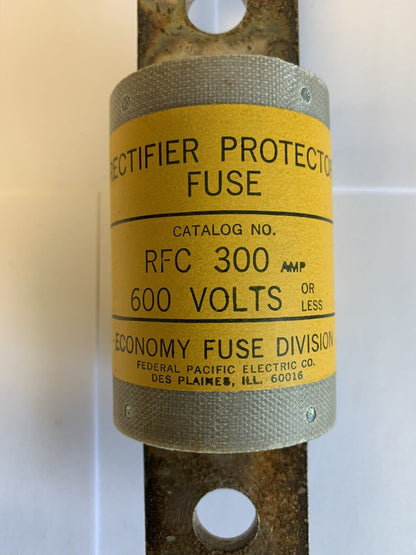 RECTIFIER PROTECTOR
FUSE
CATALOG NO.
RFC 300 AMP
600 VOLTS OR LESS
ECONOMY FUSE DIVISION
FEDERAL PACIFIC ELECTRIC CO.
DES PLAINES, ILL. 60016